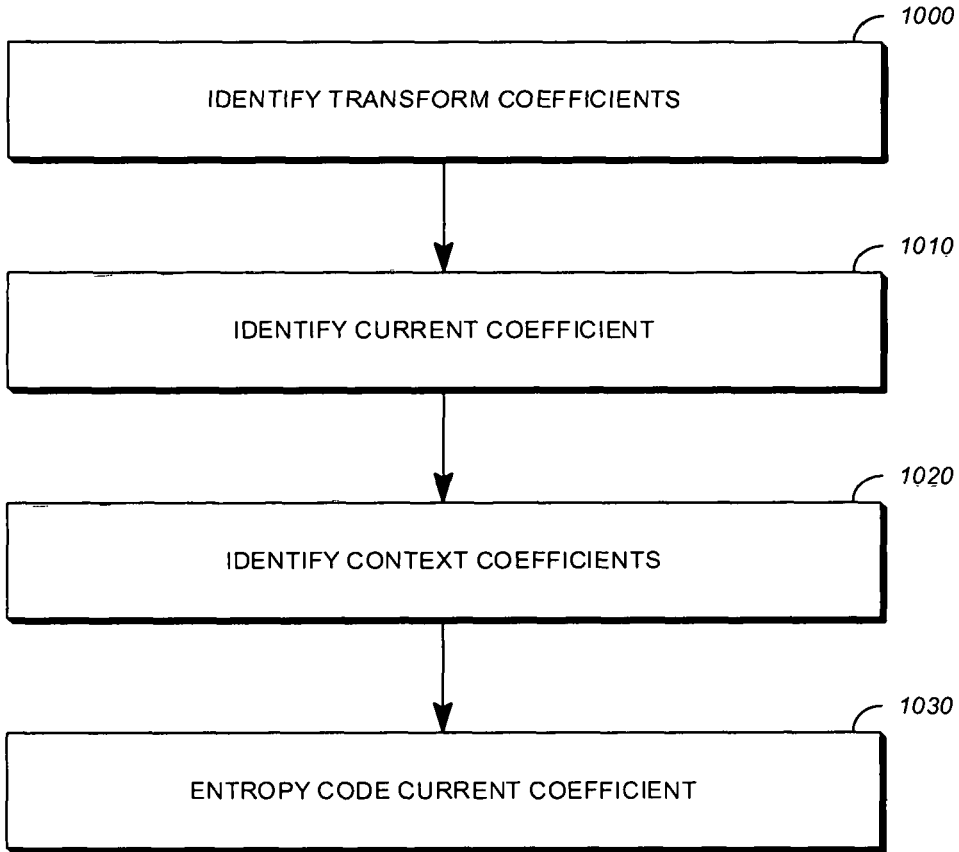 1000
IDENTIFY TRANSFORM COEFFICIENTS
1010
IDENTIFY CURRENT COEFFICIENT
1020
IDENTIFY CONTEXT COEFFICIENTS
1030
ENTROPY CODE CURRENT COEFFICIENT